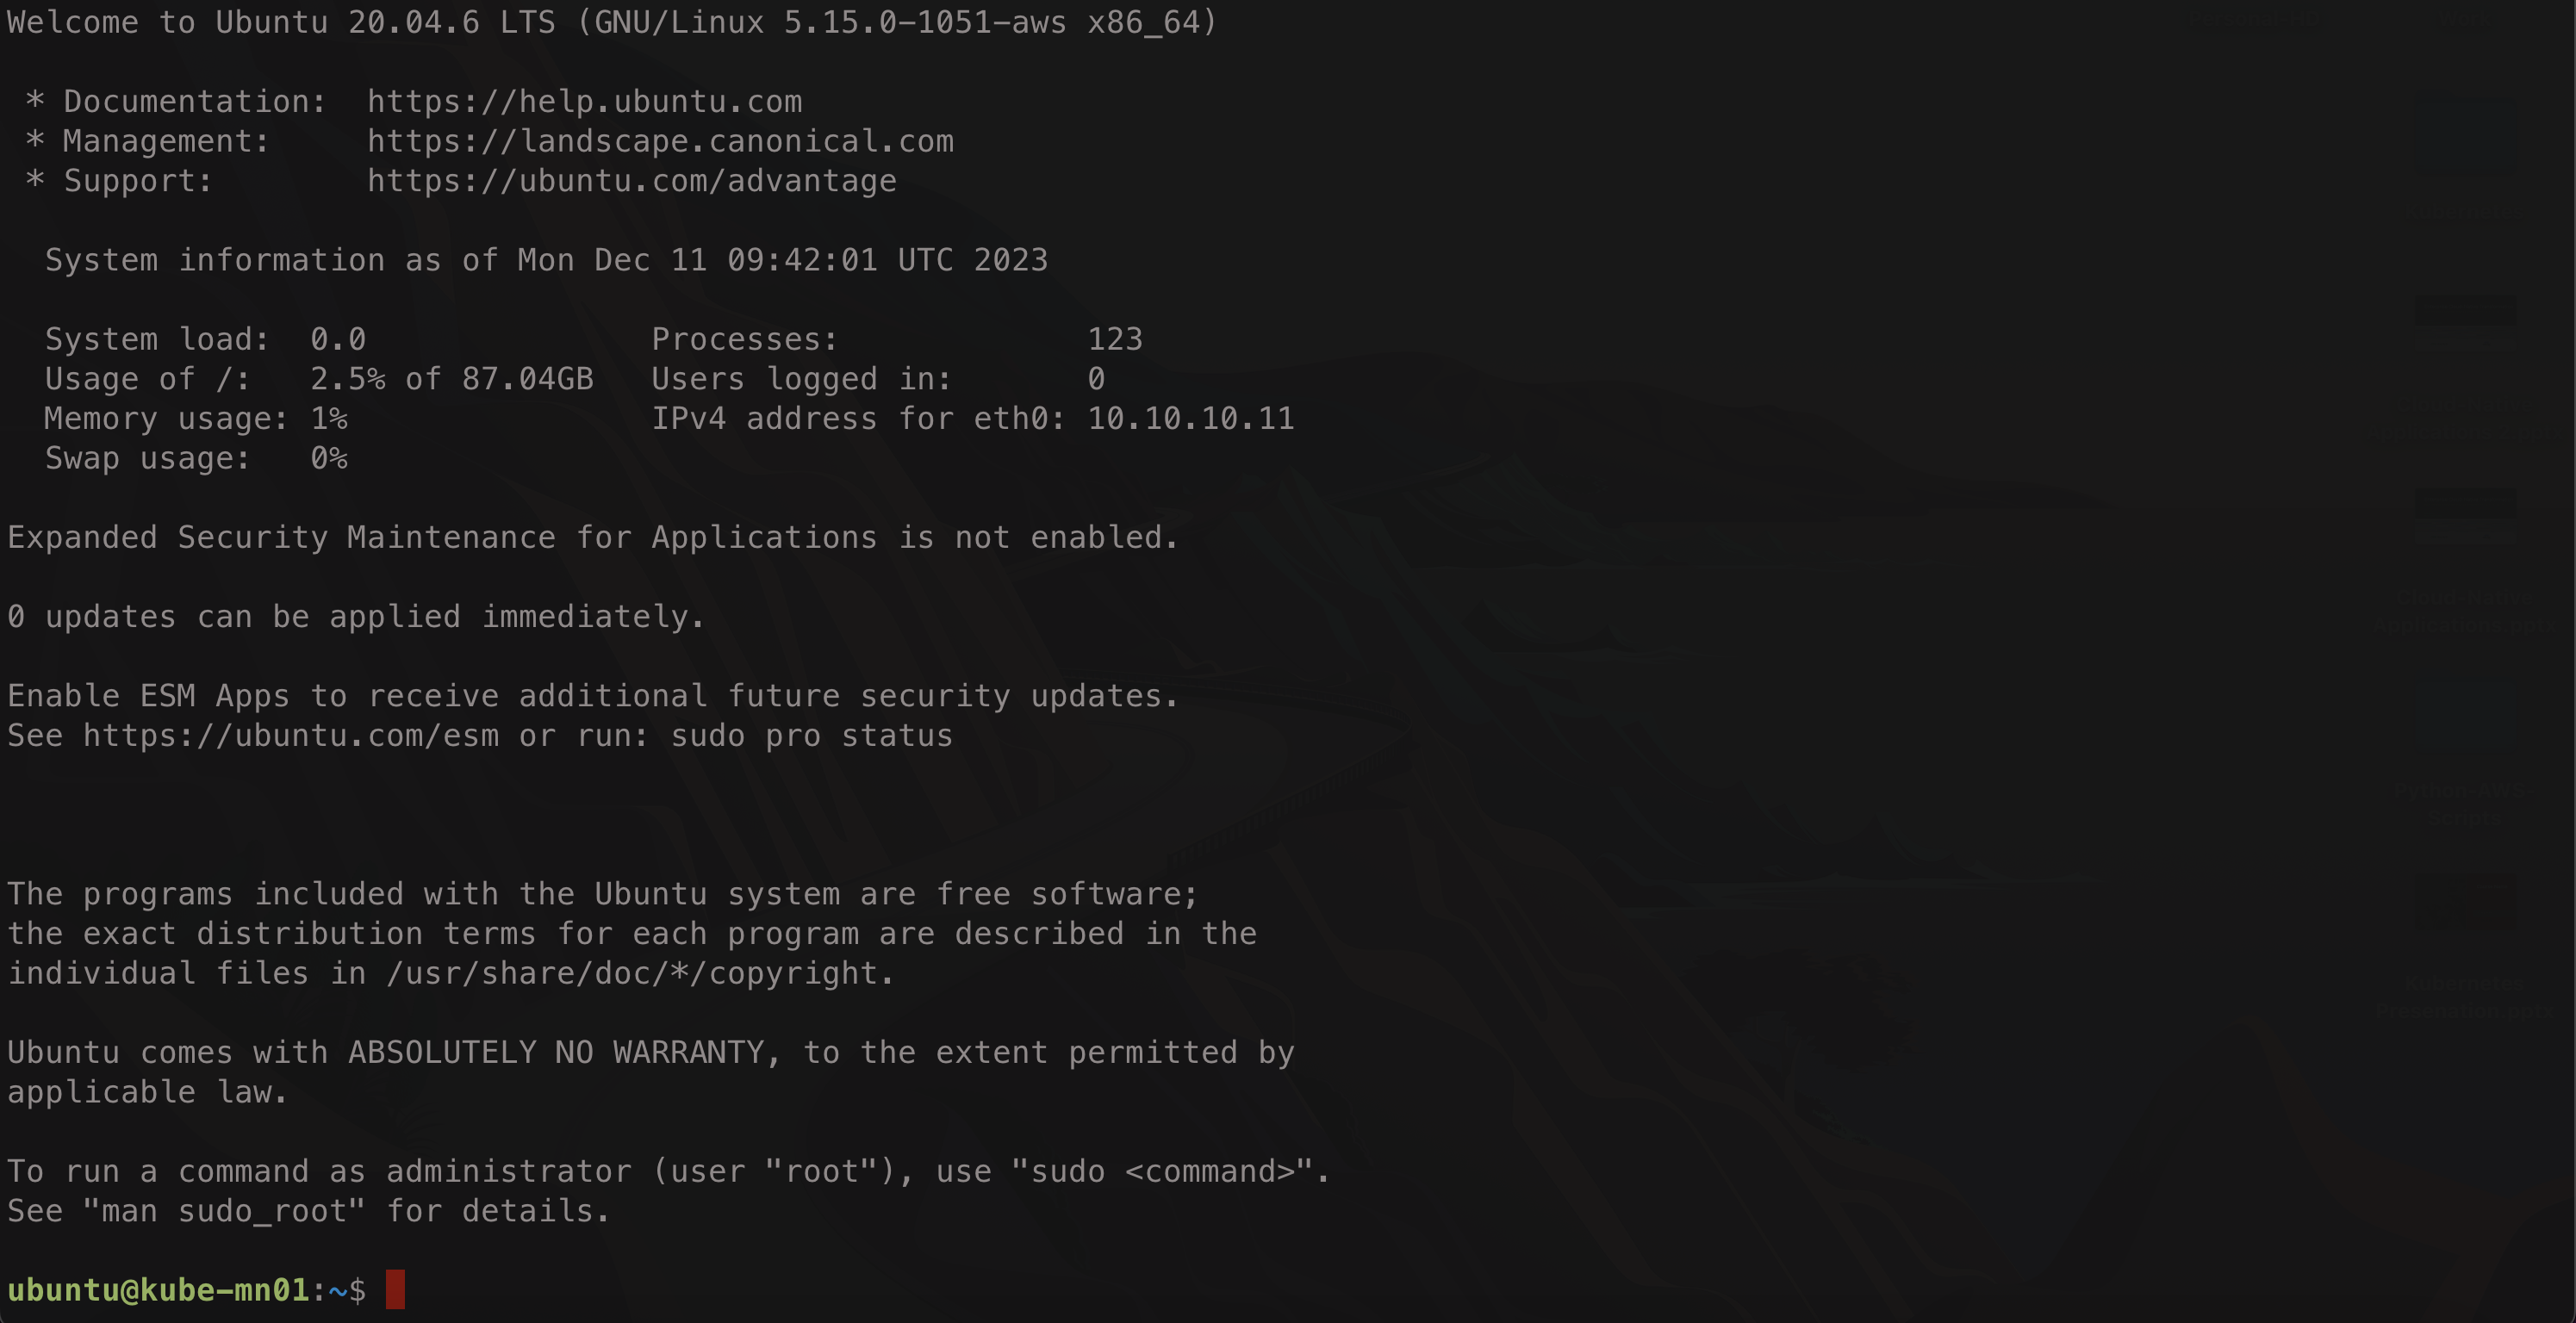 Welcome to Ubuntu 20.04.6 LTS (GNU/Linux 5.15.0-1051-aws x86_64)
* Documentation:  https://help.ubuntu.com
* Management:     https://landscape.canonical.com
* Support:        https://ubuntu.com/advantage
System information as of Mon Dec 11 09:42:01 UTC 2023
System load:  0.0               Processes:             123
Usage of /:   2.5% of 87.04GB   Users logged in:       0
Memory usage: 1%                IPv4 address for eth0: 10.10.10.11
Swap usage:   0%
Expanded Security Maintenance for Applications is not enabled.
0 updates can be applied immediately.
Enable ESM Apps to receive additional future security updates.
See https://ubuntu.com/esm or run: sudo pro status
The programs included with the Ubuntu system are free software;
the exact distribution terms for each program are described in the
individual files in /usr/share/doc/*/copyright.
Ubuntu comes with ABSOLUTELY NO WARRANTY, to the extent permitted by
applicable law.
To run a command as administrator (user "root"), use "sudo <command>".
See "man sudo_root" for details.
ubuntu@kube-mn01:~$
Cloud-Native
Applications.pptx
Python-AWS-
Scripts
Kubernetes